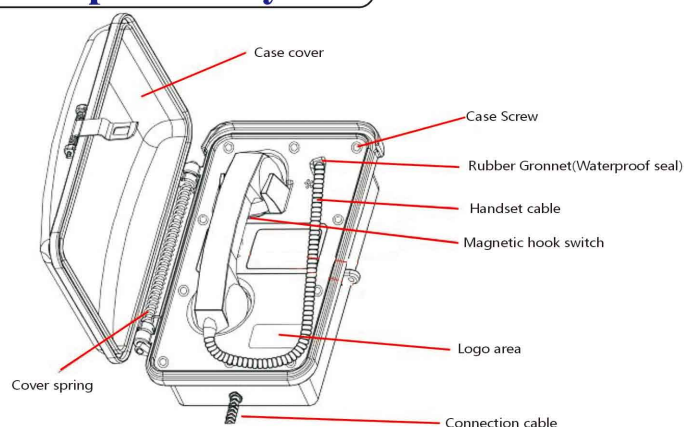 Case cover
Case Screw
Rubber Gronnet(Waterproof seal)
Handset cable
Magnetic hook switch
Logo area
Cover spring
Connection cable